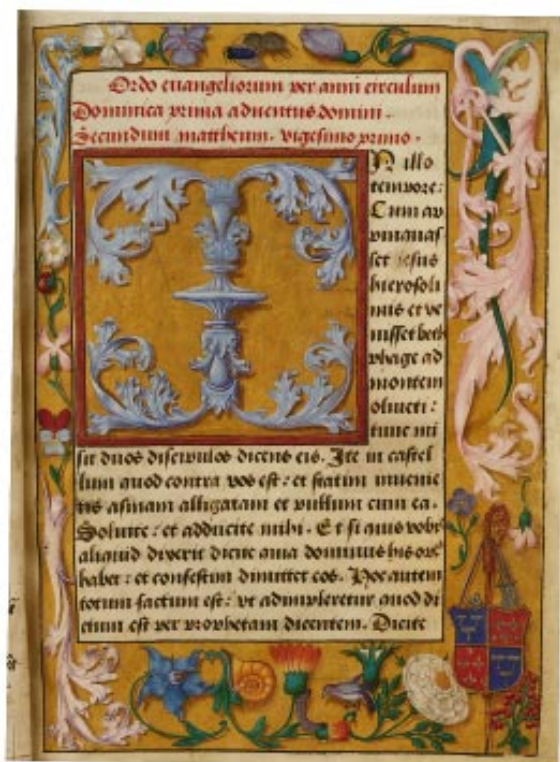 Ordo euangeliorum per anni circulum
Dominica prima aduentus domini.
Secundum mattheum. vigesimo primo.
IN illo
tempore:
Cum ap
pinquas
set iesus
hierosoli
mis et ve
nisset beth
phage ad
montem
oliueti:
tunc mi
sit duos discipulos dicens eis. Ite in castel
lum quod contra vos est: et statim inuenie
tis asinam alligatam et pullum cum ea.
Soluite: et adducite mihi. Et si quis vobis
aliquid dixerit dicite quia dominus his opus
habet: et confestim dimittet eos. Hoc autem
totum factum est: vt adimpleretur quod di
ctum est per prophetam dicentem. Dicite